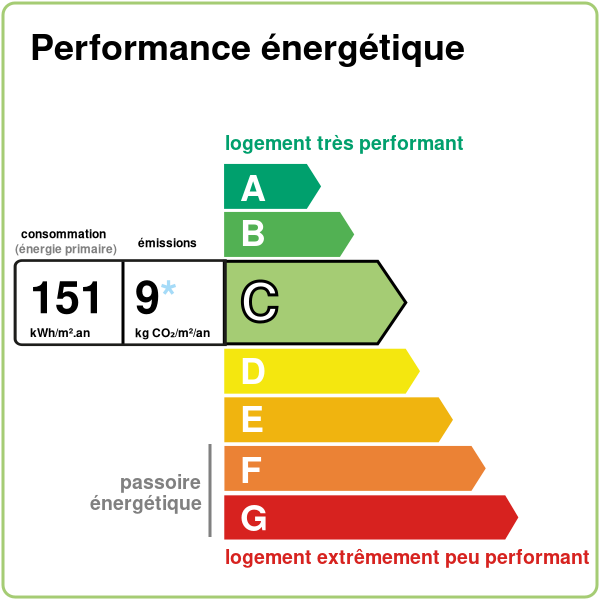 Performance énergétique
logement très performant
A
B
consommation
(énergie primaire)
émissions
151
kWh/m².an
9*
kg CO₂/m²/an
C
D
E
passoire
énergétique
F
G
logement extrêmement peu performant